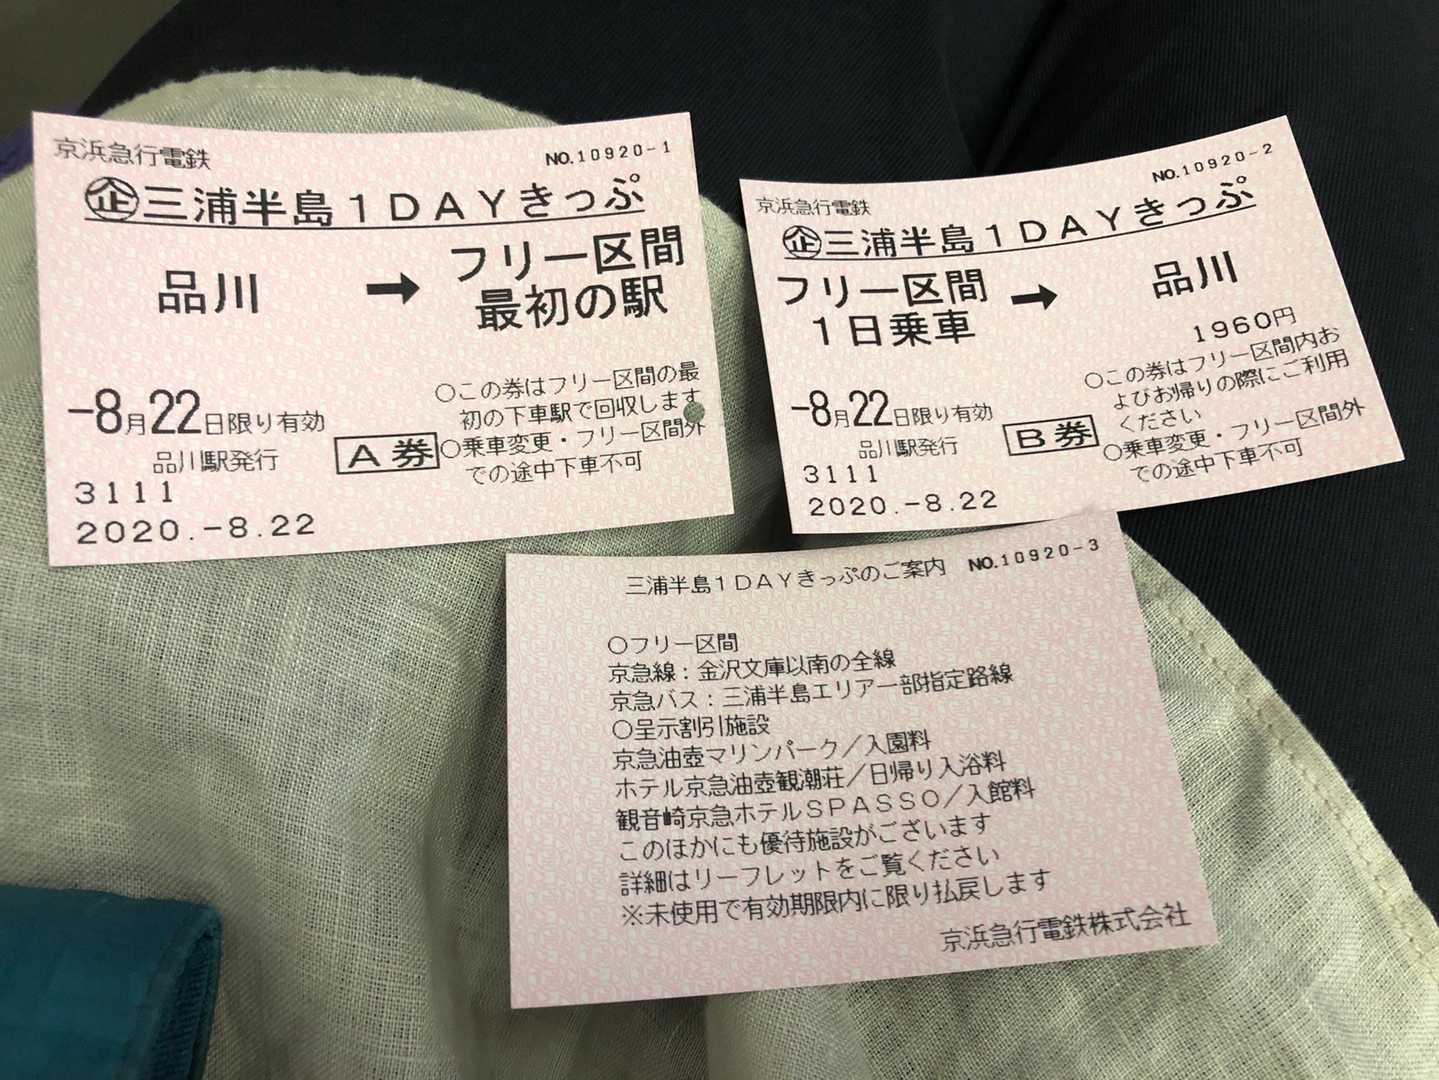 京浜急行電鉄
NO.10920-1
㊭三浦半島1DAYきっぷ
品川 ➡ フリー区間
最初の駅
-8月22日限り有効
品川駅発行
A券
○この券はフリー区間の最
初の下車駅で回収します
○乗車変更・フリー区間外
での途中下車不可
3111
2020.-8.22
京浜急行電鉄
NO.10920-2
㊭三浦半島1DAYきっぷ
フリー区間 ➡ 品川
1日乗車
1960円
-8月22日限り有効
品川駅発行
B券
○この券はフリー区間内お
よびお帰りの際にご利用
ください
○乗車変更・フリー区間外
での途中下車不可
3111
2020.-8.22
三浦半島1DAYきっぷのご案内 NO.10920-3
○フリー区間
京急線：金沢文庫以南の全線
京急バス：三浦半島エリア一部指定路線
○呈示割引施設
京急油壺マリンパーク／入園料
ホテル京急油壺観潮荘／日帰り入浴料
観音崎京急ホテルSPASSO／入館料
このほかにも優待施設がございます
詳細はリーフレットをご覧ください
※未使用で有効期限内に限り払戻します
京浜急行電鉄株式会社